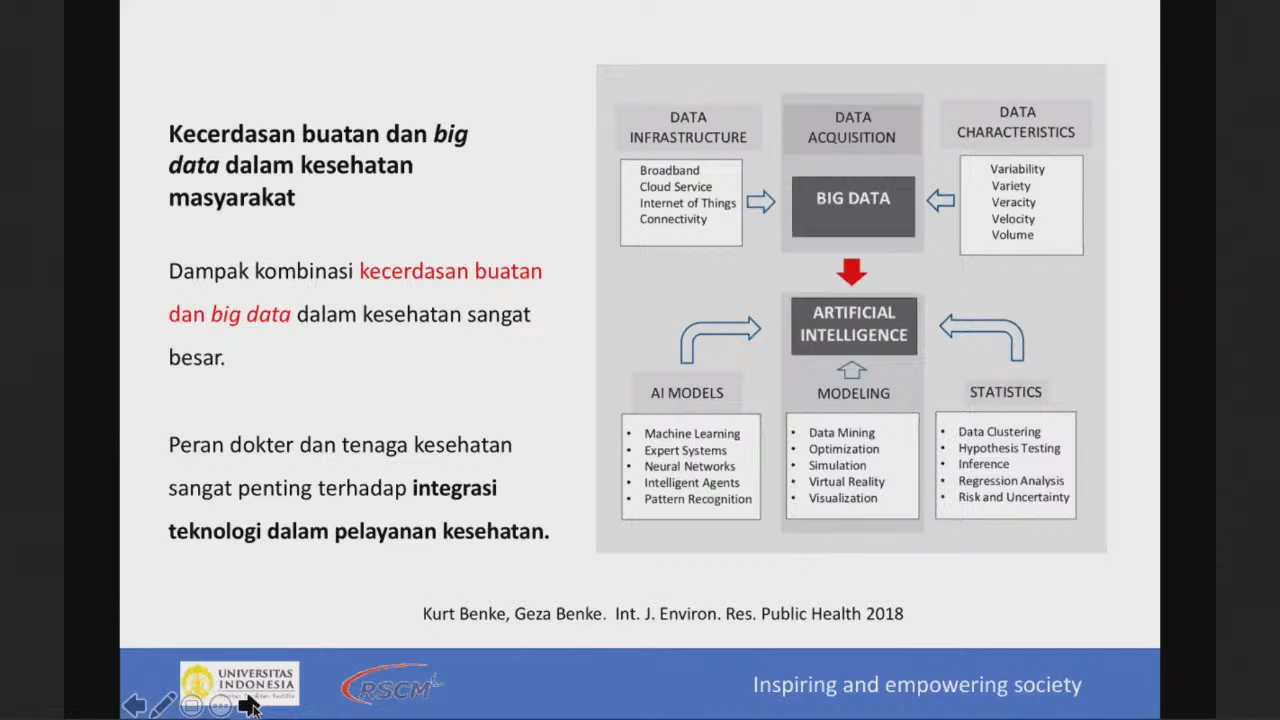 Kecerdasan buatan dan big
data dalam kesehatan
masyarakat
Dampak kombinasi kecerdasan buatan
dan big data dalam kesehatan sangat
besar.
Peran dokter dan tenaga kesehatan
sangat penting terhadap integrasi
teknologi dalam pelayanan kesehatan.
DATA
INFRASTRUCTURE
Broadband
Cloud Service
Internet of Things
Connectivity
DATA
ACQUISITION
BIG DATA
DATA
CHARACTERISTICS
Variability
Variety
Veracity
Velocity
Volume
ARTIFICIAL
INTELLIGENCE
AI MODELS
• Machine Learning
• Expert Systems
• Neural Networks
• Intelligent Agents
• Pattern Recognition
MODELING
• Data Mining
• Optimization
• Simulation
• Virtual Reality
• Visualization
STATISTICS
• Data Clustering
• Hypothesis Testing
• Inference
• Regression Analysis
• Risk and Uncertainty
Kurt Benke, Geza Benke. Int. J. Environ. Res. Public Health 2018
UNIVERSITAS
INDONESIA
RSCM
Inspiring and empowering society